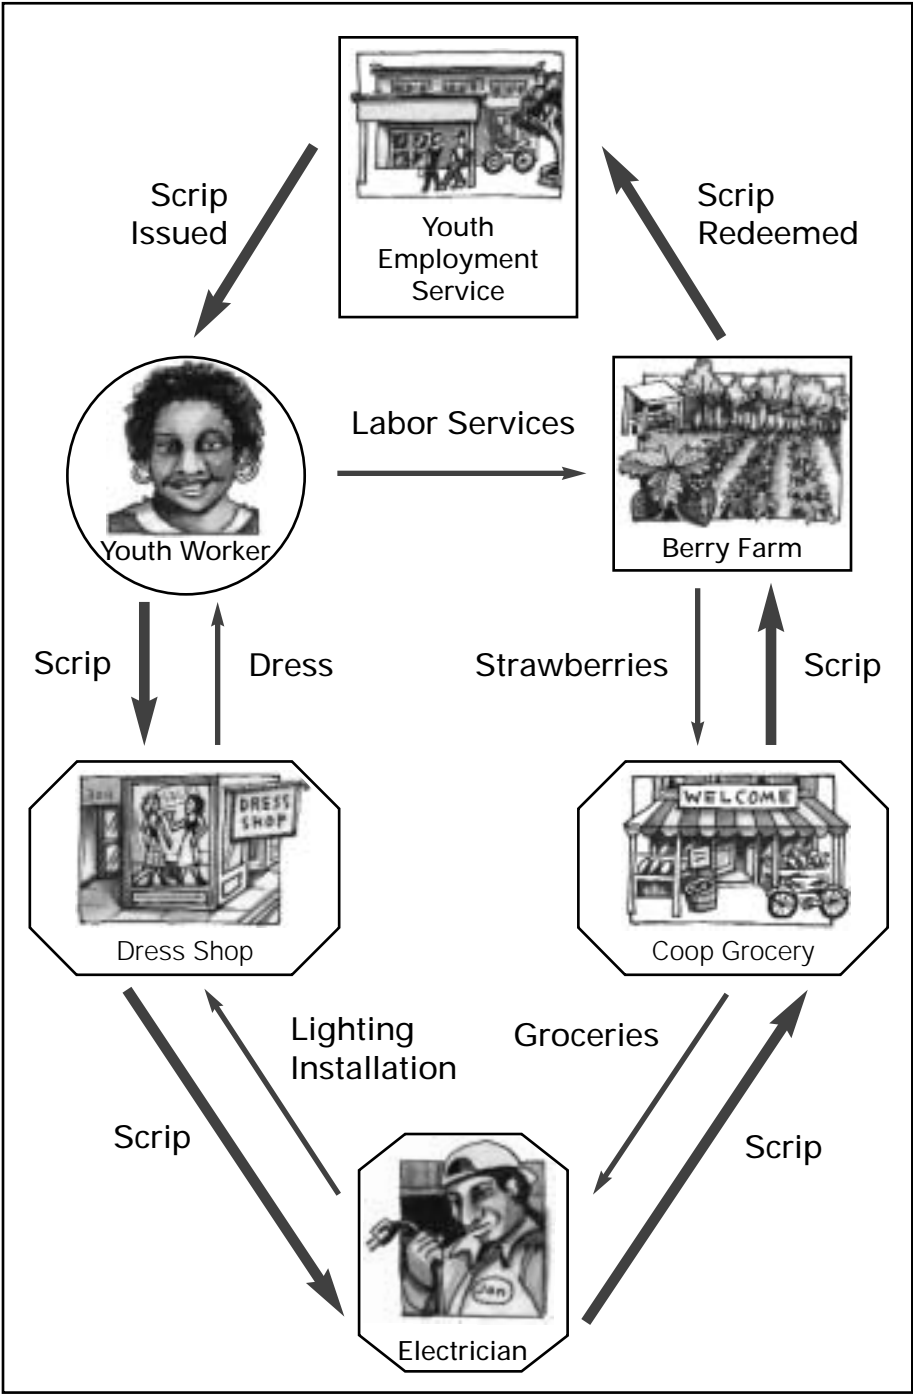 Scrip
Issued
Youth
Employment
Service
Scrip
Redeemed
Labor Services
Youth Worker
Berry Farm
Scrip
Dress
Strawberries
Scrip
DRESS
SHOP
WELCOME
Dress Shop
Coop Grocery
Lighting
Installation
Groceries
Scrip
Scrip
Jan
Electrician